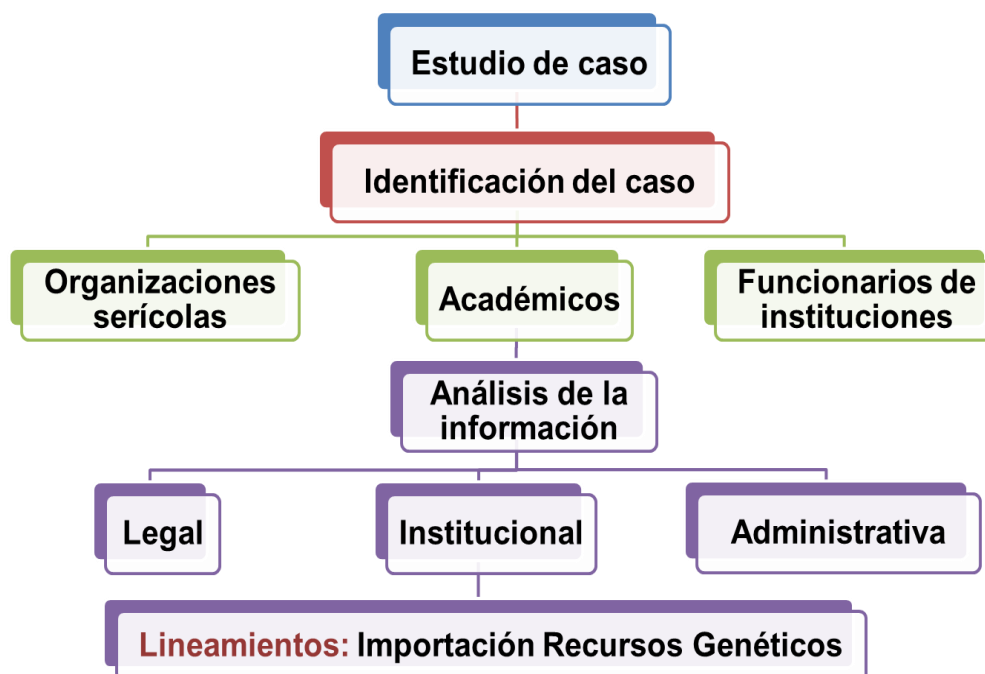 Estudio de caso
Identificación del caso
Organizaciones
serícolas
Académicos
Funcionarios de
instituciones
Análisis de la
información
Legal
Institucional
Administrativa
Lineamientos: Importación Recursos Genéticos